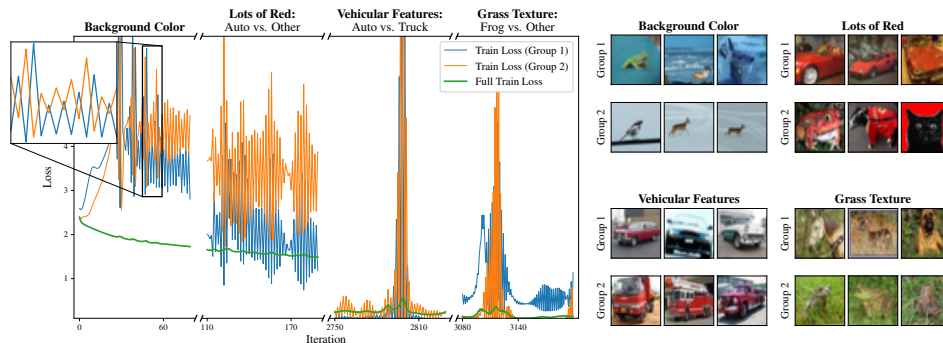 Background Color
Lots of Red:
Auto vs. Other
Vehicular Features:
Auto vs. Truck
Grass Texture:
Frog vs. Other
Train Loss (Group 1)
Train Loss (Group 2)
Full Train Loss
Loss
4
3
2
1
0
60
110
170
2750
2810
3080
3140
Iteration
Background Color
Group 1
Group 2
Lots of Red
Group 1
Group 2
Vehicular Features
Group 1
Group 2
Grass Texture
Group 1
Group 2